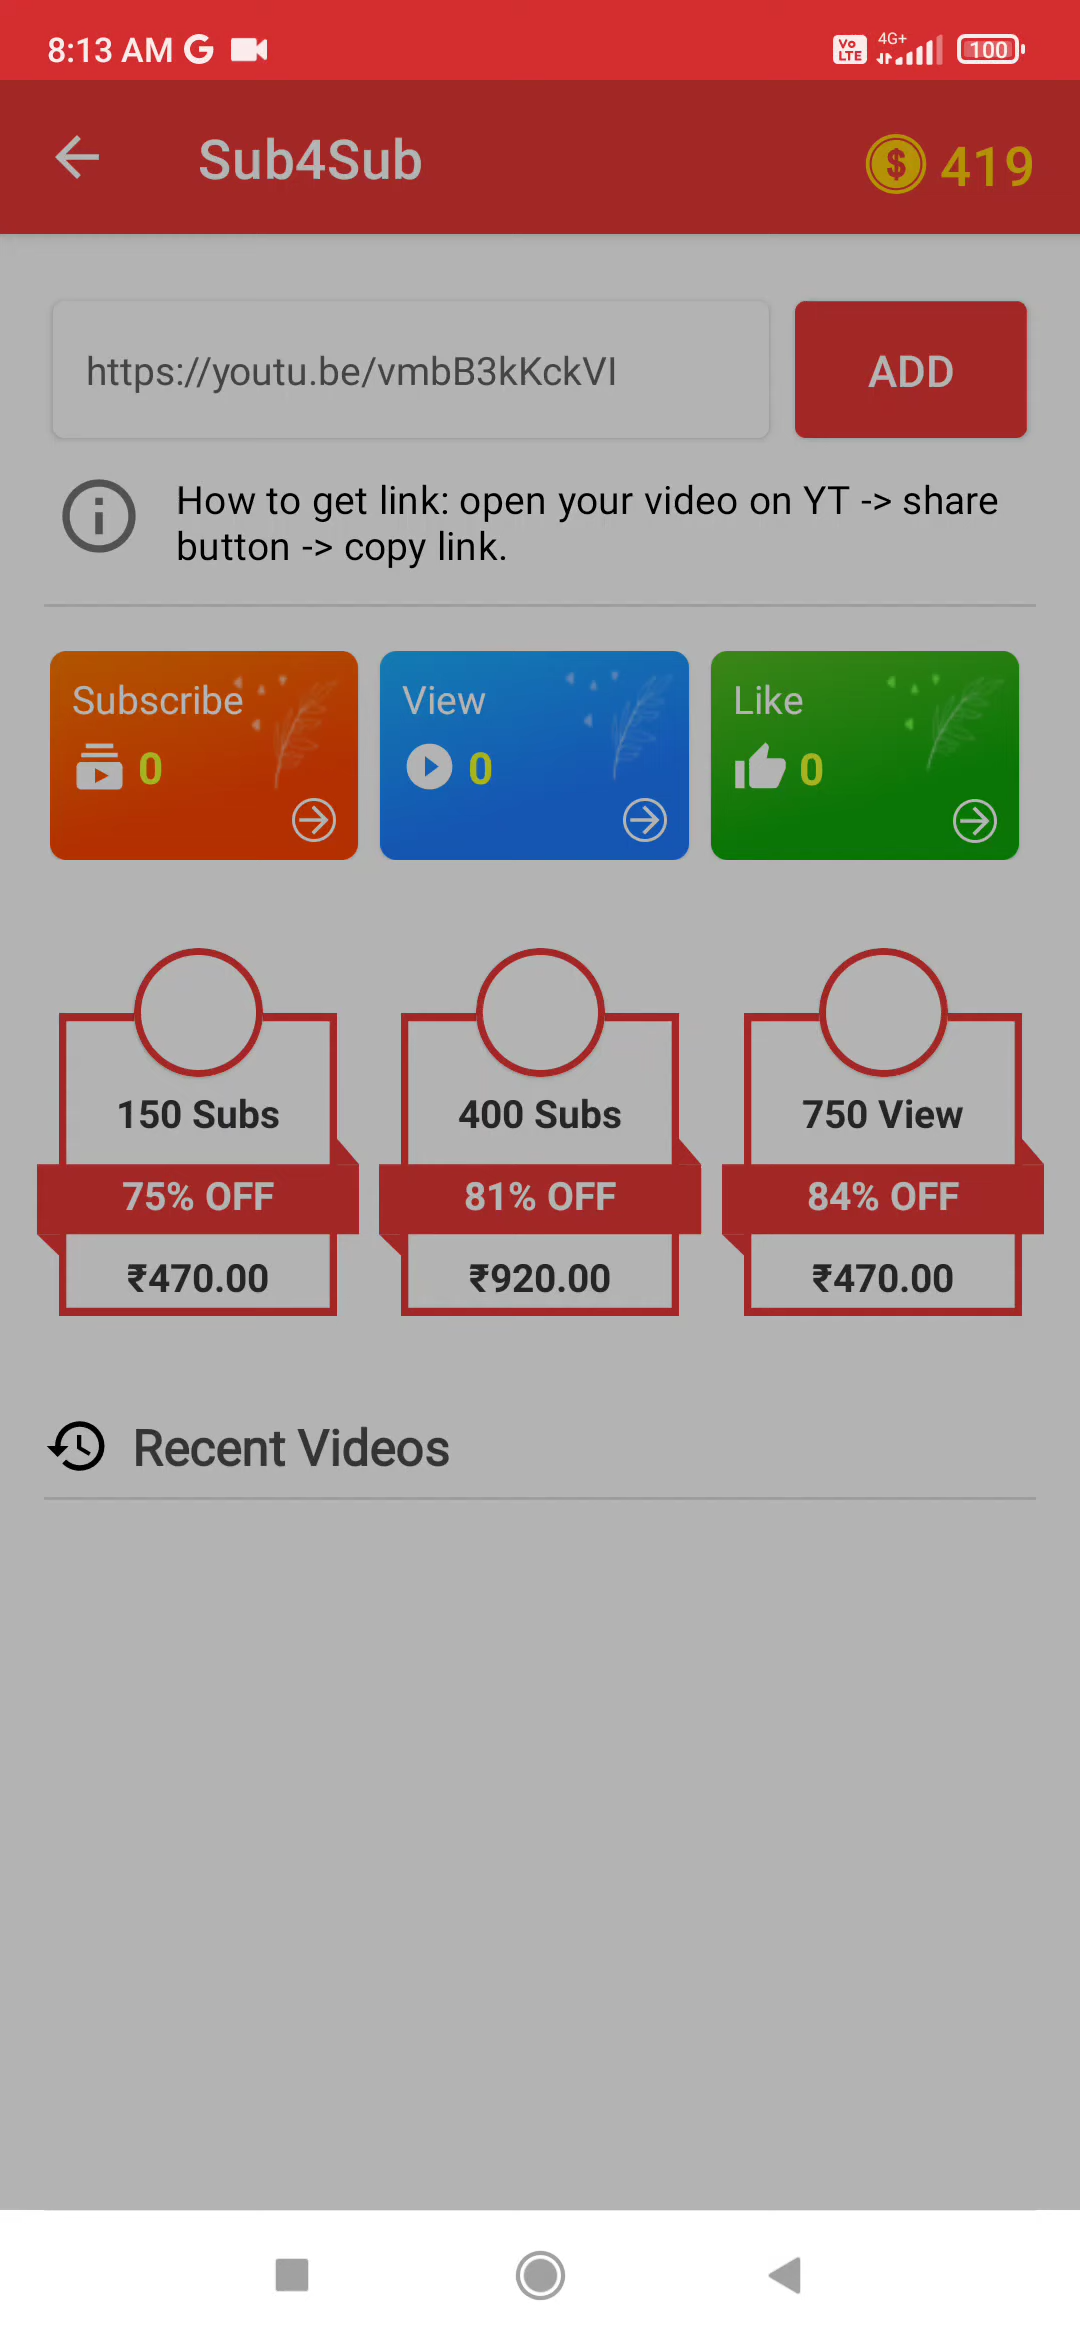 8:13 AM
Vo LTE 4G+ 100
Sub4Sub
$ 419
https://youtu.be/vmbB3kKckVI
ADD
How to get link: open your video on YT -> share
button -> copy link.
Subscribe
0
View
0
Like
0
150 Subs
75% OFF
₹470.00
400 Subs
81% OFF
₹920.00
750 View
84% OFF
₹470.00
Recent Videos